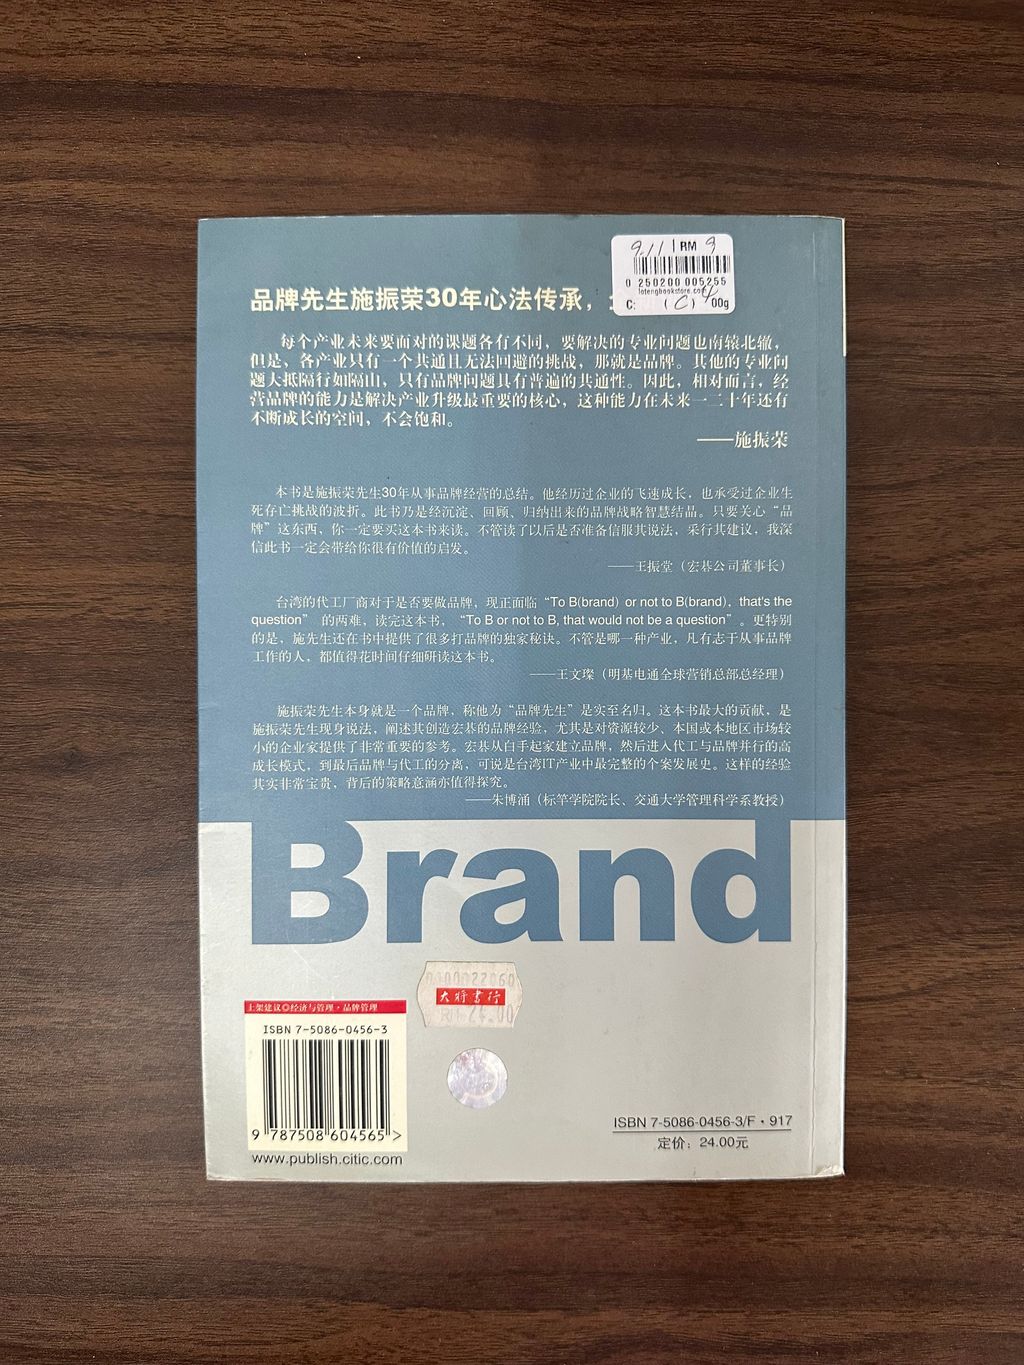 911 RM 9
0 250200 005255
latengbookstore.com
C: (C)4 00g
品牌先生施振荣30年心法传承，
每个产业未来要面对的课题各有不同，要解决的专业问题也南辕北辙，
但是，各产业只有一个共通且无法回避的挑战，那就是品牌。其他的专业问
题大抵隔行如隔山，只有品牌问题具有普遍的共通性。因此，相对而言，经
营品牌的能力是解决产业升级最重要的核心，这种能力在未来一二十年还有
不断成长的空间，不会饱和。
——施振荣
本书是施振荣先生30年从事品牌经营的总结。他经历过企业的飞速成长，也承受过企业生
死存亡挑战的波折。此书乃是经沉淀、回顾、归纳出来的品牌战略智慧结晶。只要关心“品
牌”这东西，你一定要买这本书来读。不管读了以后是否准备信服其说法，采行其建议，我深
信此书一定会带给你很有价值的启发。
——王振堂（宏碁公司董事长）
台湾的代工厂商对于是否要做品牌，现正面临“To B(brand) or not to B(brand)，that's the
question” 的两难，读完这本书，“To B or not to B, that would not be a question”。更特别
的是，施先生还在书中提供了很多打品牌的独家秘诀。不管是哪一种产业，凡有志于从事品牌
工作的人，都值得花时间仔细研读这本书。
——王文璨（明基电通全球营销总部总经理）
施振荣先生本身就是一个品牌，称他为“品牌先生”是实至名归。这本书最大的贡献，是
施振荣先生现身说法，阐述其创造宏碁的品牌经验，尤其是对资源较少、本国或本地区市场较
小的企业家提供了非常重要的参考。宏碁从白手起家建立品牌，然后进入代工与品牌并行的高
成长模式，到最后品牌与代工的分离，可说是台湾IT产业中最完整的个案发展史。这样的经验
其实非常宝贵，背后的策略意涵亦值得探究。
——朱博涌（标竿学院院长、交通大学管理科学系教授）
Brand
0000022060
大将书行
RM 24.00
上架建议◎经济与管理·品牌管理
ISBN 7-5086-0456-3
9 787508 604565 >
www.publish.citic.com
ISBN 7-5086-0456-3/F·917
定价：24.00元